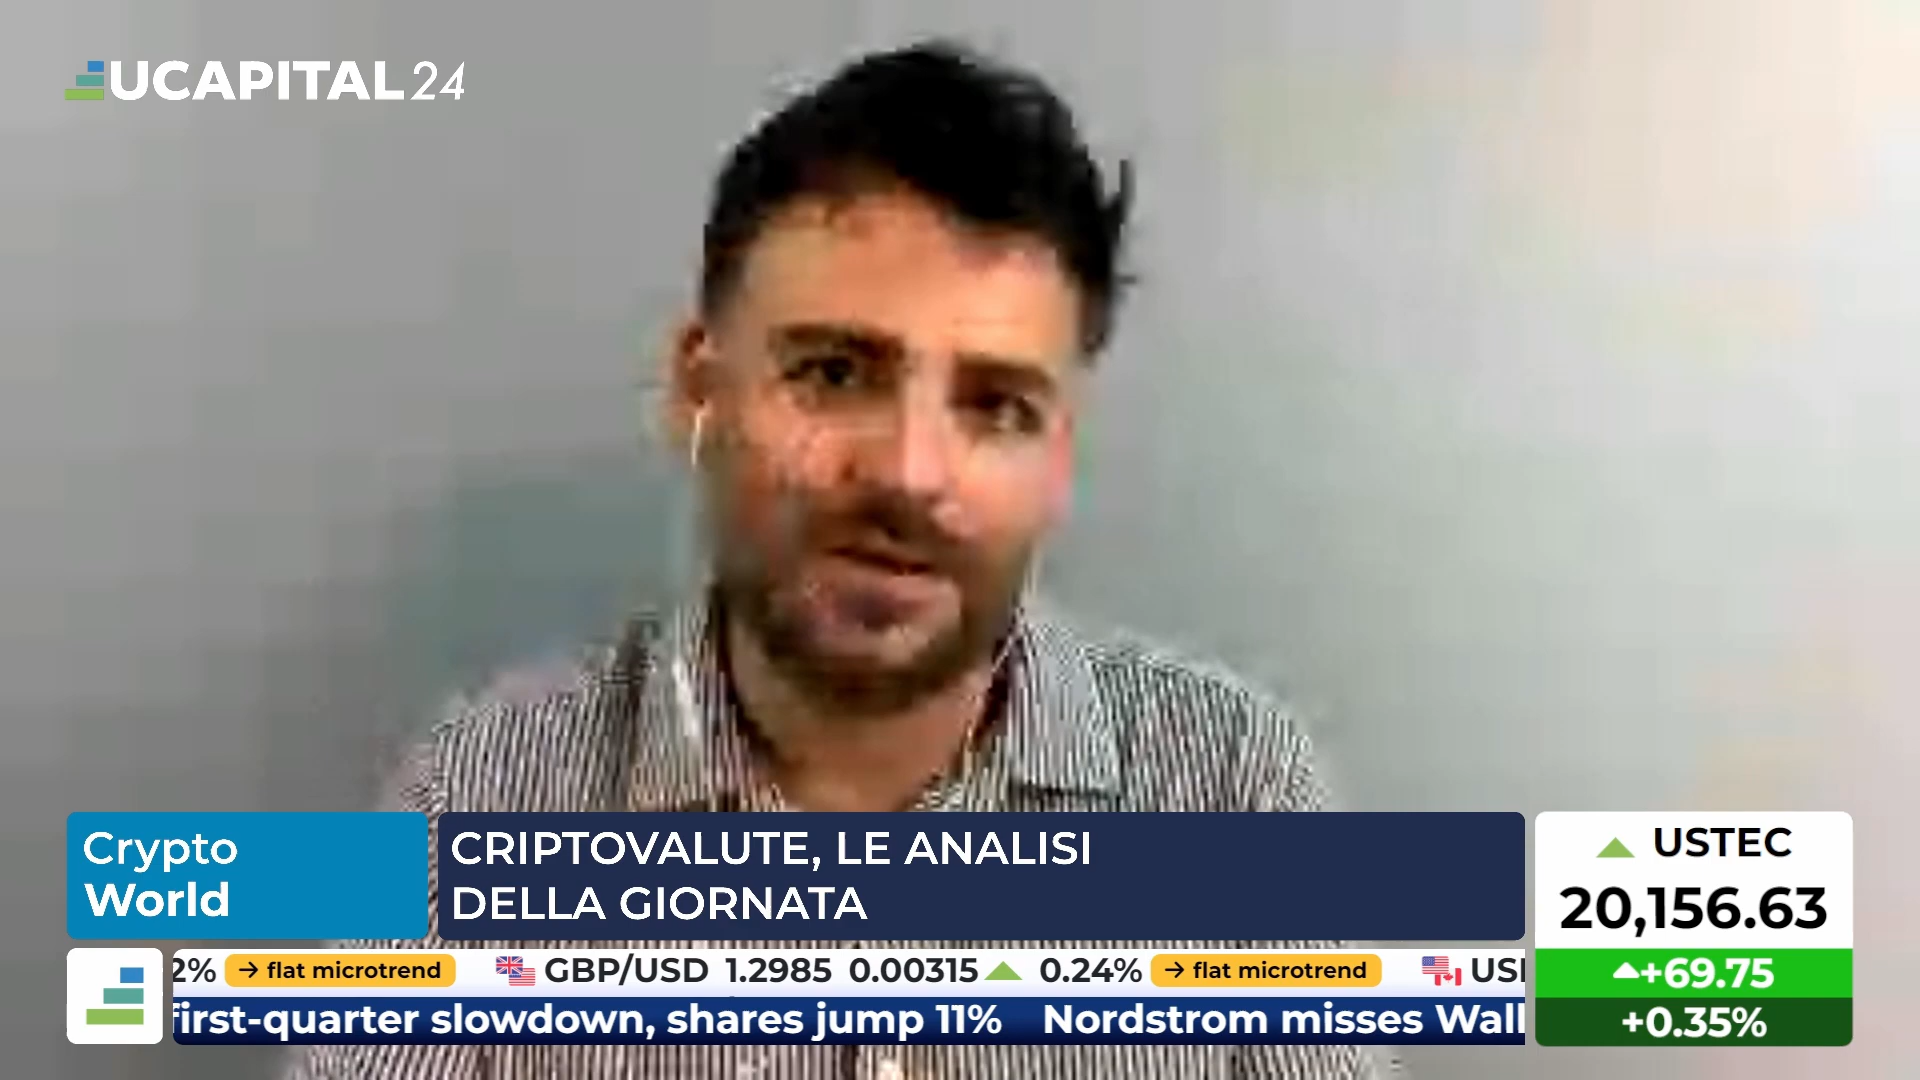 UCAPITAL24
Crypto
World
CRIPTOVALUTE, LE ANALISI
DELLA GIORNATA
USTEC
20,156.63
+69.75
+0.35%
2% → flat microtrend GBP/USD 1.2985 0.00315 0.24% → flat microtrend
first-quarter slowdown, shares jump 11% Nordstrom misses Wall